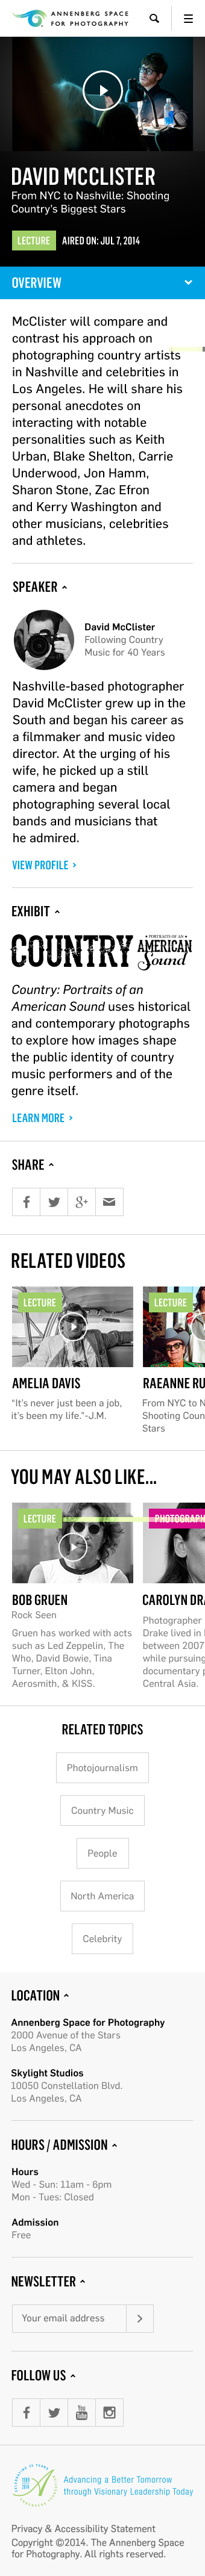 ANNENBERG SPACE
FOR PHOTOGRAPHY
DAVID MCCLISTER
From NYC to Nashville: Shooting
Country's Biggest Stars
LECTURE AIRED ON: JUL 7, 2014
OVERVIEW
McClister will compare and
contrast his approach on
photographing country artists
in Nashville and celebrities in
Los Angeles. He will share his
personal anecdotes on
interacting with notable
personalities such as Keith
Urban, Blake Shelton, Carrie
Underwood, Jon Hamm,
Sharon Stone, Zac Efron
and Kerry Washington and
other musicians, celebrities
and athletes.
SPEAKER
David McClister
Following Country
Music for 40 Years
Nashville-based photographer
David McClister grew up in the
South and began his career as
a filmmaker and music video
director. At the urging of his
wife, he picked up a still
camera and began
photographing several local
bands and musicians that
he admired.
VIEW PROFILE
EXHIBIT
COUNTRY PORTRAITS OF AN
AMERICAN
Sound
Country: Portraits of an
American Sound uses historical
and contemporary photographs
to explore how images shape
the public identity of country
music performers and of the
genre itself.
LEARN MORE
SHARE
RELATED VIDEOS
LECTURE LECTURE
AMELIA DAVIS RAEANNE RU
"It's never just been a job, From NYC to N
it's been my life."-J.M. Shooting Coun
Stars
YOU MAY ALSO LIKE...
LECTURE PHOTOGRAPH
BOB GRUEN CAROLYN DRA
Rock Seen Photographer
Gruen has worked with acts Drake lived in
such as Led Zeppelin, The between 2007
Who, David Bowie, Tina while pursuing
Turner, Elton John, documentary p
Aerosmith, & KISS. Central Asia.
RELATED TOPICS
Photojournalism
Country Music
People
North America
Celebrity
LOCATION
Annenberg Space for Photography
2000 Avenue of the Stars
Los Angeles, CA
Skylight Studios
10050 Constellation Blvd.
Los Angeles, CA
HOURS / ADMISSION
Hours
Wed - Sun: 11am - 6pm
Mon - Tues: Closed
Admission
Free
NEWSLETTER
Your email address
FOLLOW US
You
Tube
Advancing a Better Tomorrow
through Visionary Leadership Today
Privacy & Accessibility Statement
Copyright ©2014. The Annenberg Space
for Photography. All rights reserved.